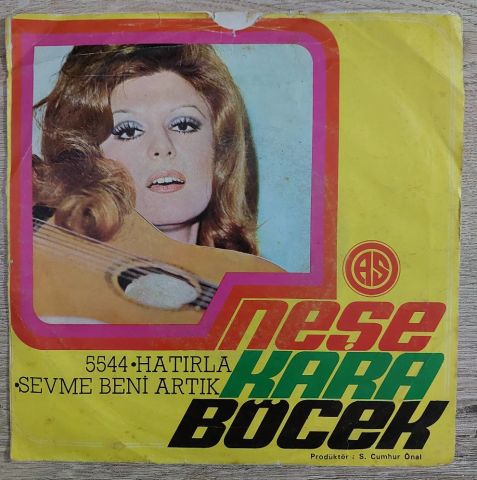 AS
neşe
5544•HATIRLA KARA
•SEVME BENİ ARTIK BÖCEK
Prodüktör : S. Cumhur Önal